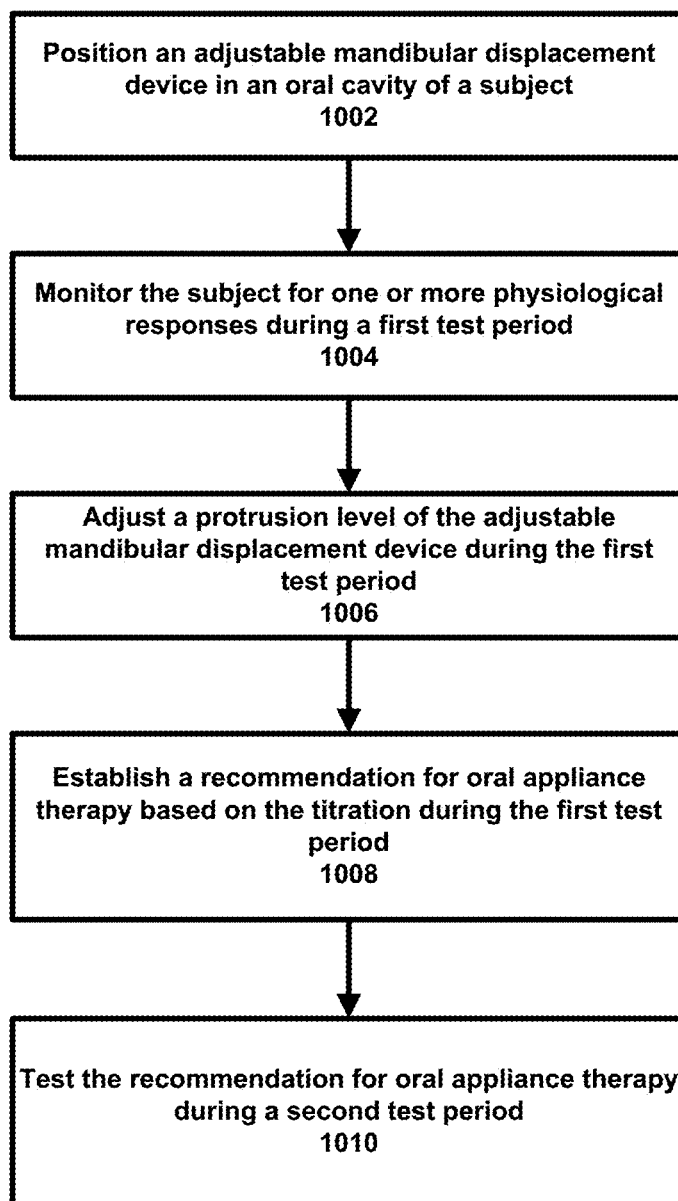 Position an adjustable mandibular displacement
device in an oral cavity of a subject
1002
Monitor the subject for one or more physiological
responses during a first test period
1004
Adjust a protrusion level of the adjustable
mandibular displacement device during the first
test period
1006
Establish a recommendation for oral appliance
therapy based on the titration during the first test
period
1008
Test the recommendation for oral appliance therapy
during a second test period
1010